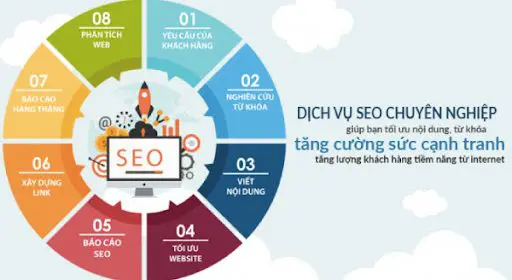 08
PHÂN TÍCH
WEB
01
YÊU CẦU CỦA
KHÁCH HÀNG
07
BÁO CÁO
HÀNG THÁNG
02
NGHIÊN CỨU
TỪ KHÓA
SEO
06
XÂY DỰNG
LINK
03
VIẾT
NỘI DUNG
05
BÁO CÁO
SEO
04
TỐI ƯU
WEBSITE
DỊCH VỤ SEO CHUYÊN NGHIỆP
giúp bạn tối ưu nội dung, từ khóa
tăng cường sức cạnh tranh
tăng lượng khách hàng tiềm năng từ internet